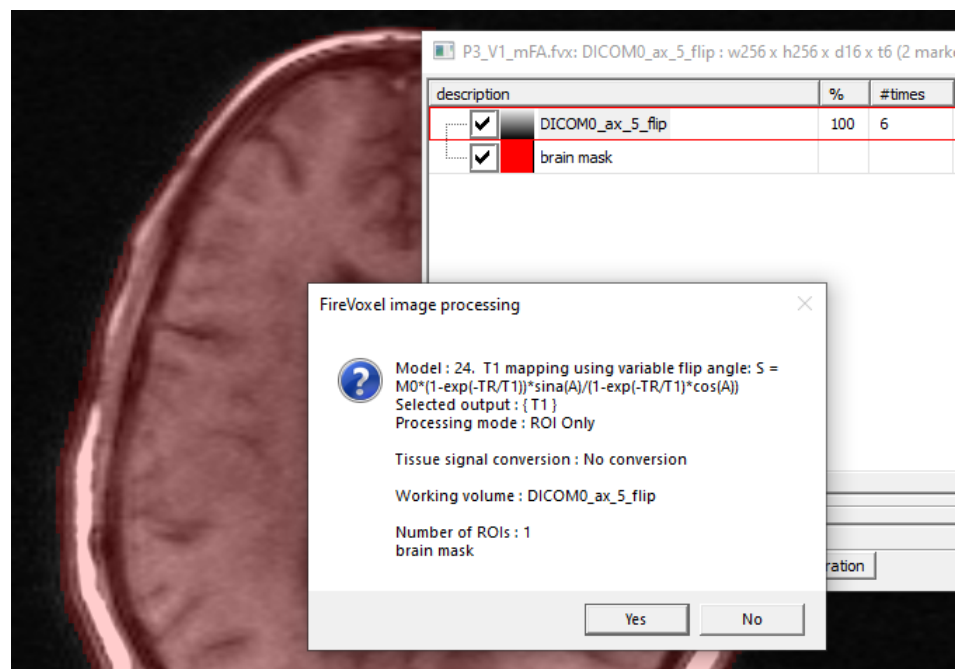 P3_V1_mFA.fvx: DICOM0_ax_5_flip : w256 x h256 x d16 x t6 (2
description % #times
DICOM0_ax_5_flip 100 6
brain mask
FireVoxel image processing
Model : 24.  T1 mapping using variable flip angle: S =
M0*(1-exp(-TR/T1))*sina(A)/(1-exp(-TR/T1)*cos(A))
Selected output : { T1 }
Processing mode : ROI Only
Tissue signal conversion : No conversion
Working volume : DICOM0_ax_5_flip
Number of ROIs : 1
brain mask
Yes No